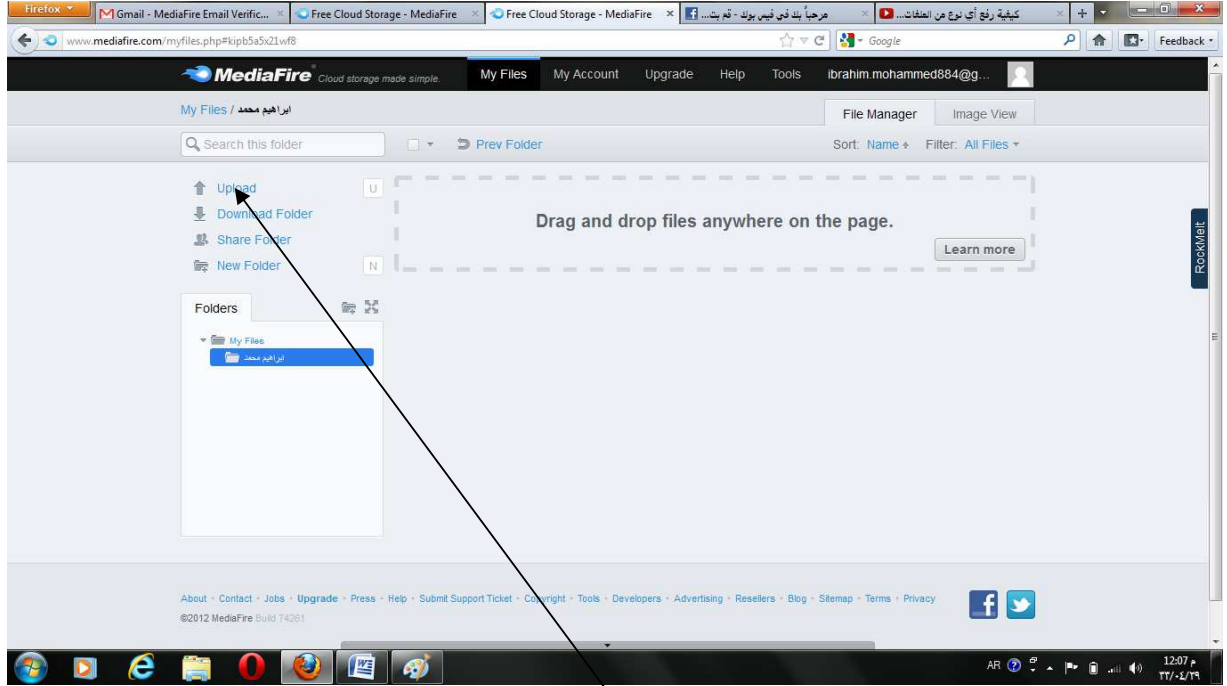 Firefox
Gmail - MediaFire Email Verific...
Free Cloud Storage - MediaFire
Free Cloud Storage - MediaFire
مرحباً بك في فيس بوك - قم بت...
كيفية رفع أي نوع من الملفات...
www.mediafire.com/myfiles.php#kipb5a5x21wf8
Google
Feedback
MediaFire Cloud storage made simple.
My Files
My Account
Upgrade
Help
Tools
ibrahim.mohammed884@g...
My Files / ابراهيم محمد
File Manager
Image View
Search this folder
Prev Folder
Sort: Name
Filter: All Files
Upload
U
Download Folder
Share Folder
New Folder
N
Drag and drop files anywhere on the page.
Learn more
RockMelt
Folders
My Files
ابراهيم محمد
About · Contact · Jobs · Upgrade · Press · Help · Submit Support Ticket · Copyright · Tools · Developers · Advertising · Resellers · Blog · Sitemap · Terms · Privacy
©2012 MediaFire Build 74261
AR
12:07 م
٣٣/٠٤/٢٩